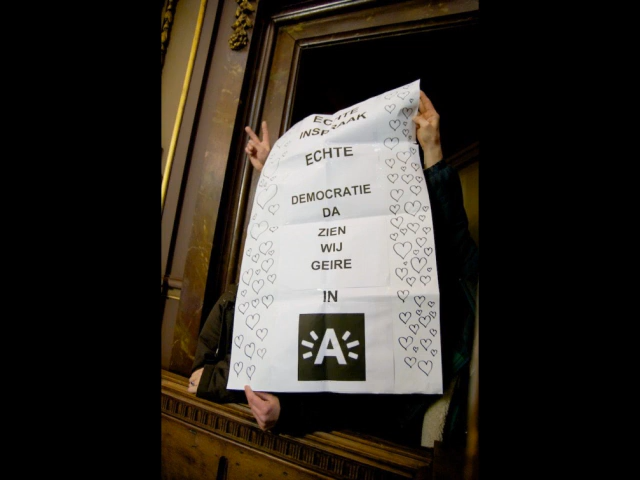 ECHTE
INSPRAAK
ECHTE
DEMOCRATIE
DA
ZIEN
WIJ
GEIRE
IN
A